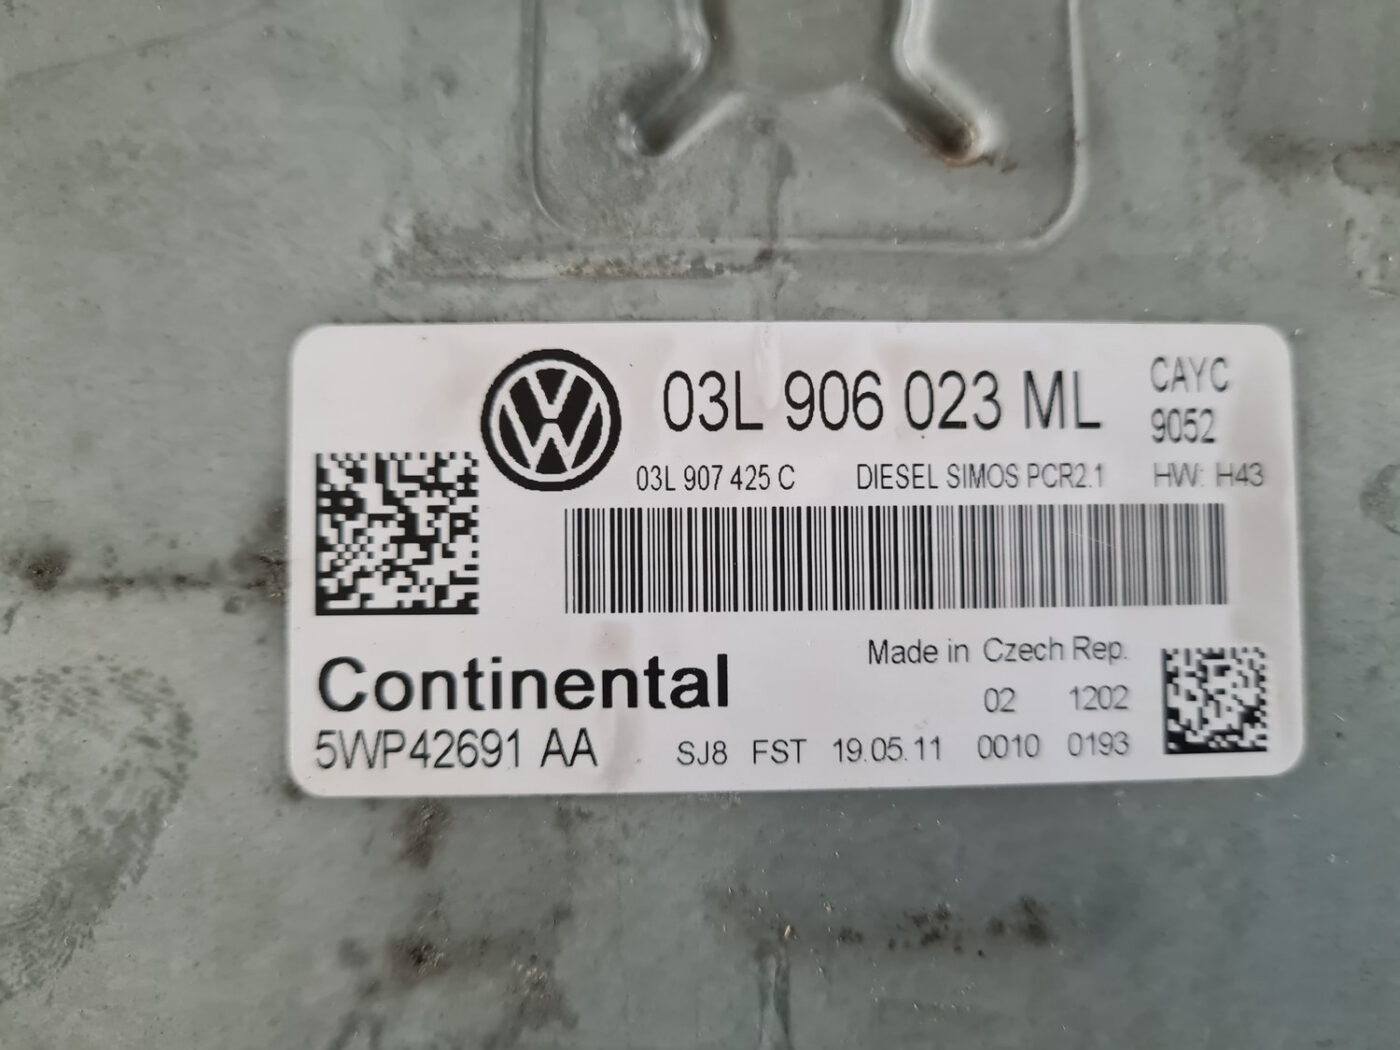 03L 906 023 ML
CAYC
9052
03L 907 425 C DIESEL SIMOS PCR2.1 HW: H43
Continental
Made in Czech Rep.
02 1202
5WP42691 AA SJ8 FST 19.05.11 0010 0193